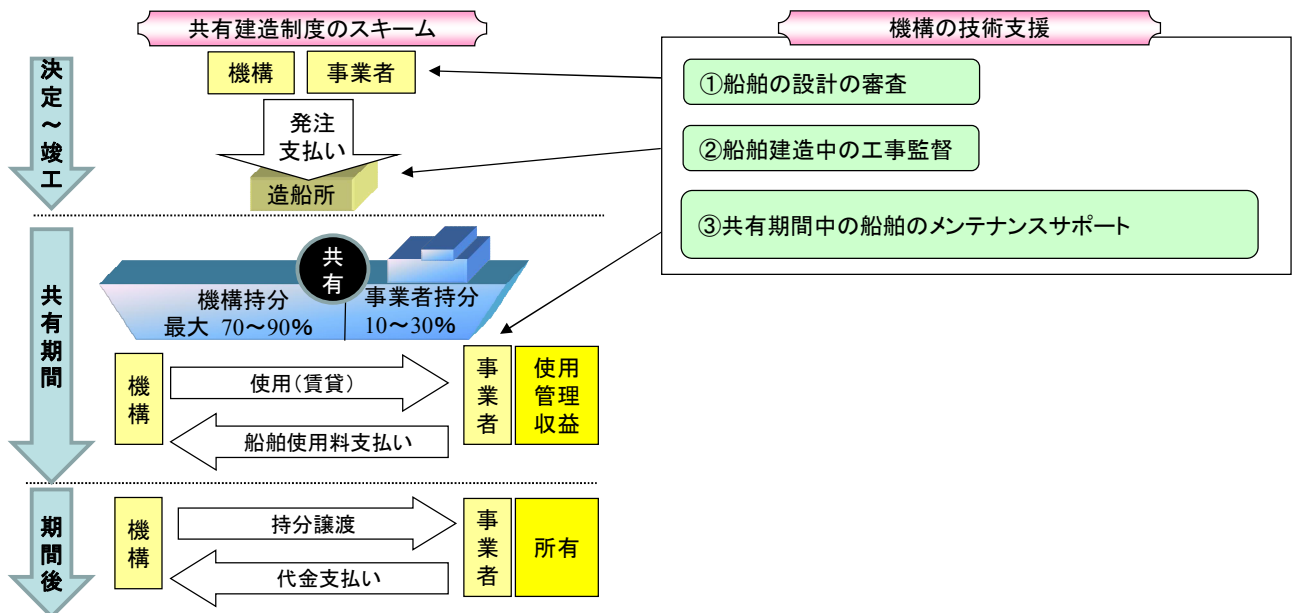 共有建造制度のスキーム
機構の技術支援
決定～竣工
機構
事業者
発注
支払い
造船所
①船舶の設計の審査
②船舶建造中の工事監督
③共有期間中の船舶のメンテナンスサポート
共有期間
共有
機構持分
最大 70～90%
事業者持分
10～30%
機構
使用(賃貸)
船舶使用料支払い
事業者
使用
管理
収益
期間後
機構
持分譲渡
代金支払い
事業者
所有